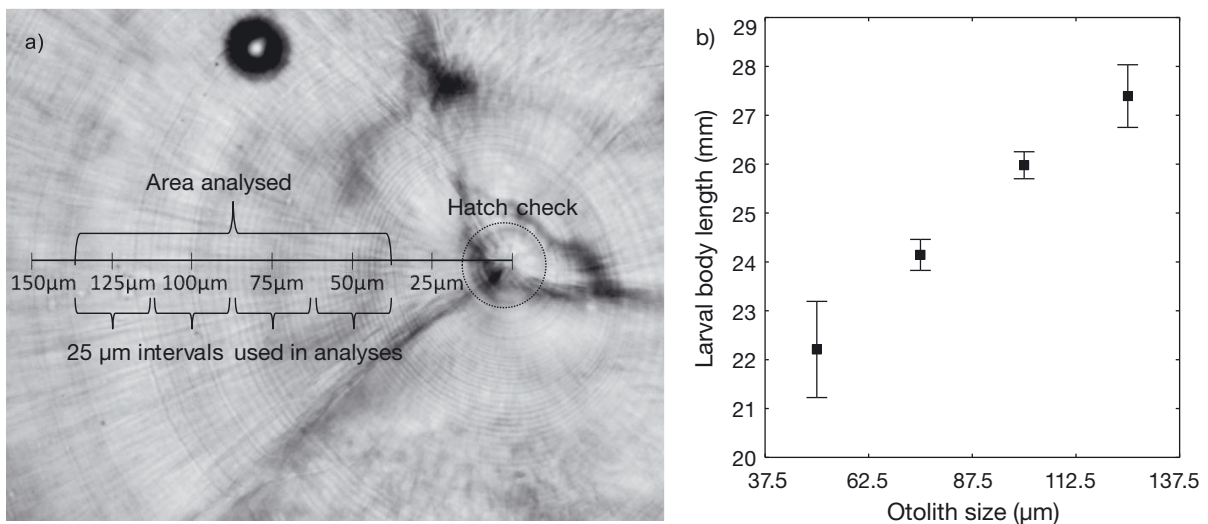 a)
Area analysed
Hatch check
150µm 125µm 100µm 75µm 50µm 25µm
25 µm intervals used in analyses
b)
Larval body length (mm)
29
28
27
26
25
24
23
22
21
20
37.5 62.5 87.5 112.5 137.5
Otolith size (µm)